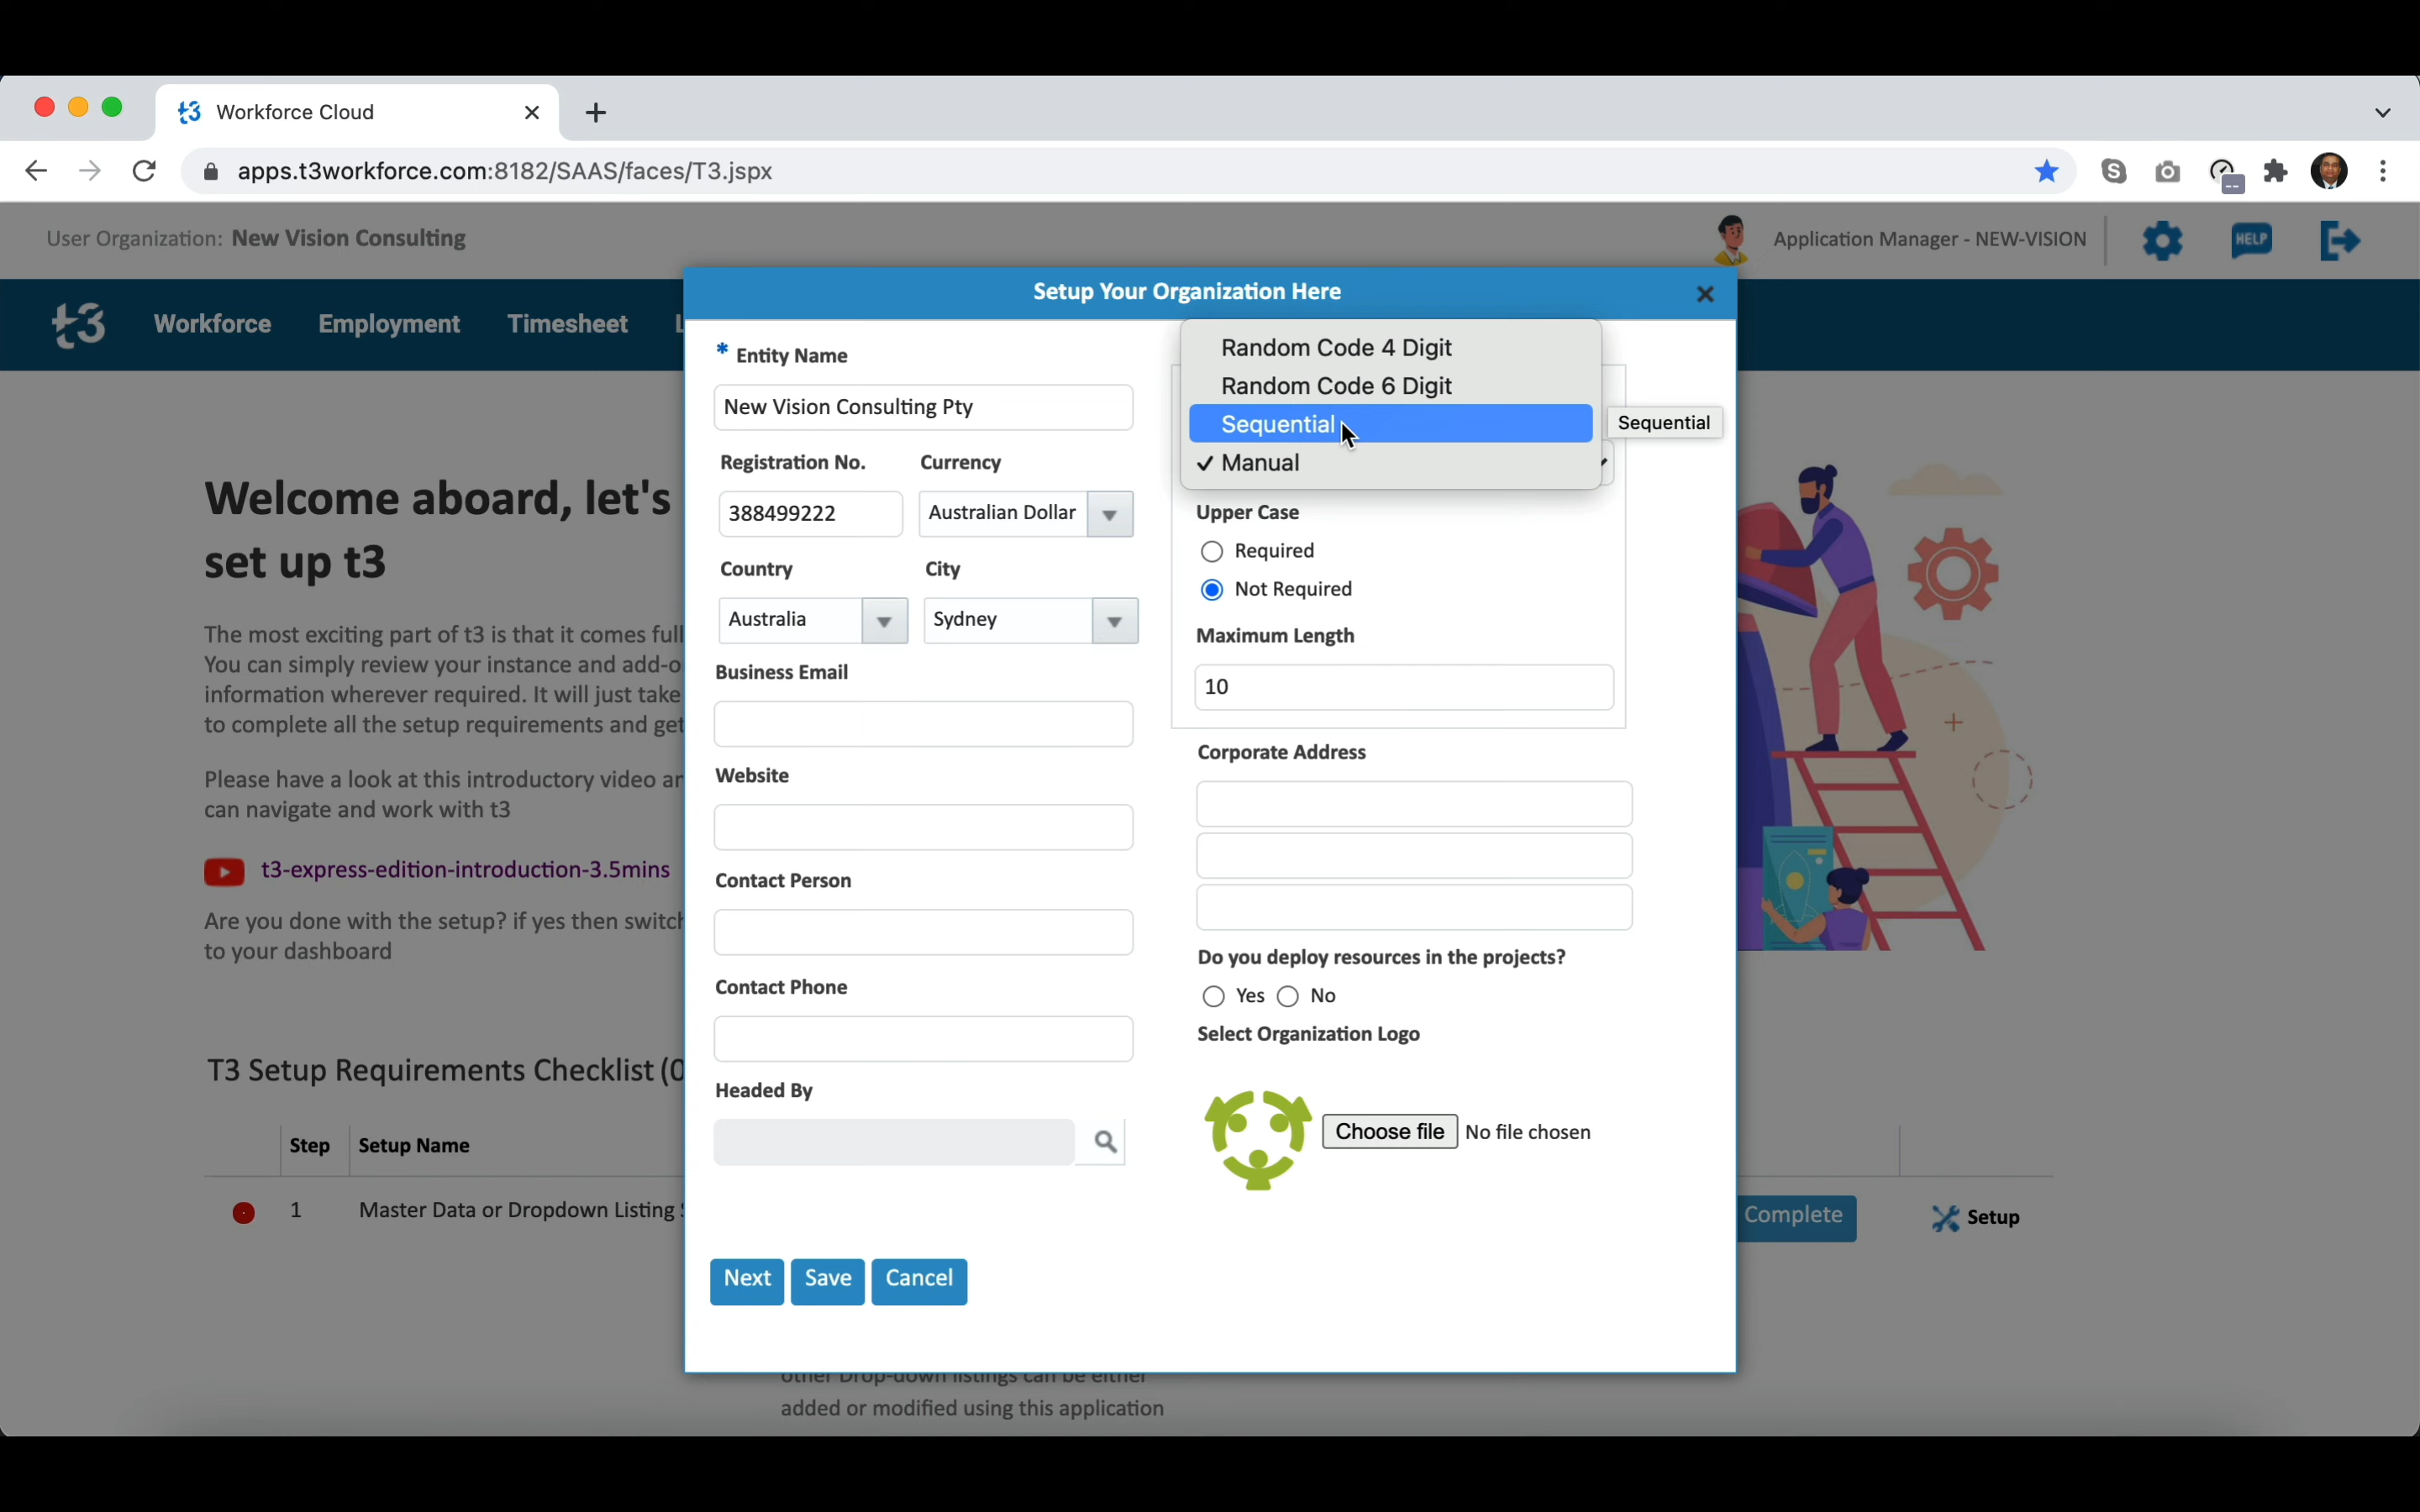 Workforce Cloud
apps.t3workforce.com:8182/SAAS/faces/T3.jspx
User Organization: New Vision Consulting
Application Manager - NEW-VISION
HELP
t3
Workforce
Employment
Timesheet
L
Setup Your Organization Here
* Entity Name
New Vision Consulting Pty
Registration No.
Currency
388499222
Australian Dollar
Country
City
Australia
Sydney
Business Email
Website
Contact Person
Contact Phone
Headed By
Next
Save
Cancel
Random Code 4 Digit
Random Code 6 Digit
Sequential
Sequential
✓ Manual
Upper Case
Required
Not Required
Maximum Length
10
Corporate Address
Do you deploy resources in the projects?
Yes
No
Select Organization Logo
Choose file
No file chosen
Welcome aboard, let's
set up t3
The most exciting part of t3 is that it comes full
You can simply review your instance and add-o
information wherever required. It will just take
to complete all the setup requirements and get
Please have a look at this introductory video an
can navigate and work with t3
t3-express-edition-introduction-3.5mins
Are you done with the setup? if yes then switch
to your dashboard
T3 Setup Requirements Checklist (0
Step
Setup Name
1
Master Data or Dropdown Listing
Complete
Setup
other Drop-down listings can be either
added or modified using this application